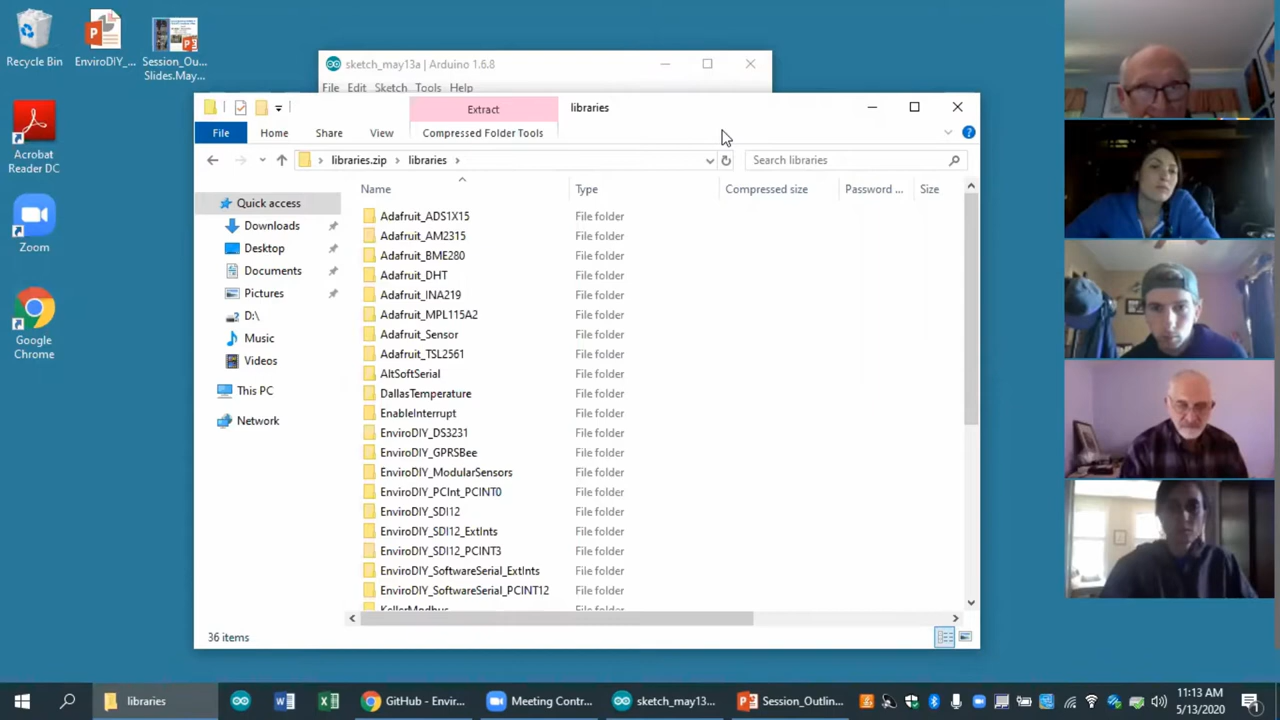 Recycle Bin
EnviroDIY_...
Session_Out...
Slides.May...
Acrobat
Reader DC
Zoom
Google
Chrome
sketch_may13a | Arduino 1.6.8
File Edit Sketch Tools Help
Extract
libraries
File
Home
Share
View
Compressed Folder Tools
libraries.zip
libraries
Search libraries
Quick access
Downloads
Desktop
Documents
Pictures
D:\
Music
Videos
This PC
Network
Name Type Compressed size Password ... Size
Adafruit_ADS1X15 File folder
Adafruit_AM2315 File folder
Adafruit_BME280 File folder
Adafruit_DHT File folder
Adafruit_INA219 File folder
Adafruit_MPL115A2 File folder
Adafruit_Sensor File folder
Adafruit_TSL2561 File folder
AltSoftSerial File folder
DallasTemperature File folder
EnableInterrupt File folder
EnviroDIY_DS3231 File folder
EnviroDIY_GPRSBee File folder
EnviroDIY_ModularSensors File folder
EnviroDIY_PCInt_PCINT0 File folder
EnviroDIY_SDI12 File folder
EnviroDIY_SDI12_ExtInts File folder
EnviroDIY_SDI12_PCINT3 File folder
EnviroDIY_SoftwareSerial_ExtInts File folder
EnviroDIY_SoftwareSerial_PCINT12 File folder
KellerModbus File folder
36 items
libraries
GitHub - Envir...
Meeting Contr...
sketch_may13...
Session_Outlin...
11:13 AM
5/13/2020